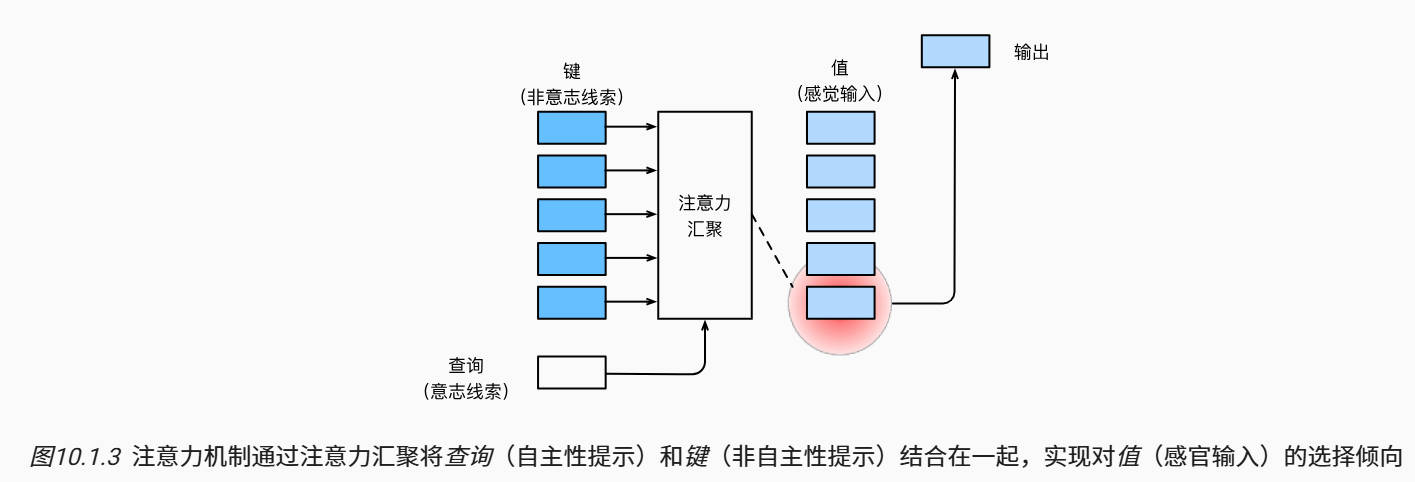 输出
键
(非意志线索)
值
(感觉输入)
注意力
汇聚
查询
(意志线索)
图10.1.3 注意力机制通过注意力汇聚将查询（自主性提示）和键（非自主性提示）结合在一起，实现对值（感官输入）的选择倾向